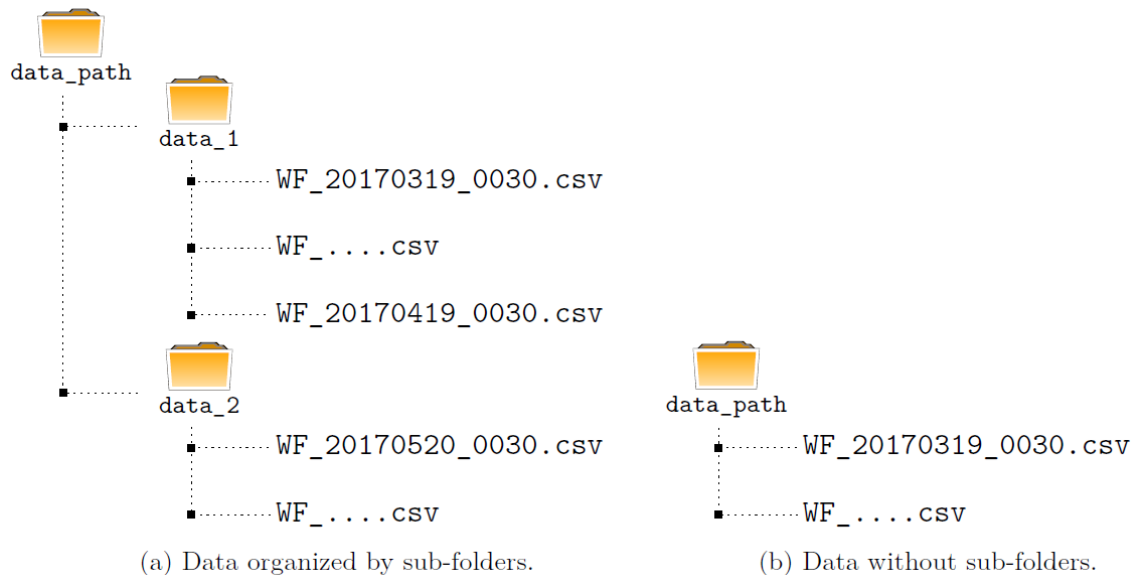 data_path
data_1
WF_20170319_0030.csv
WF_....csv
WF_20170419_0030.csv
data_2
WF_20170520_0030.csv
WF_....csv
(a) Data organized by sub-folders.
data_path
WF_20170319_0030.csv
WF_....csv
(b) Data without sub-folders.